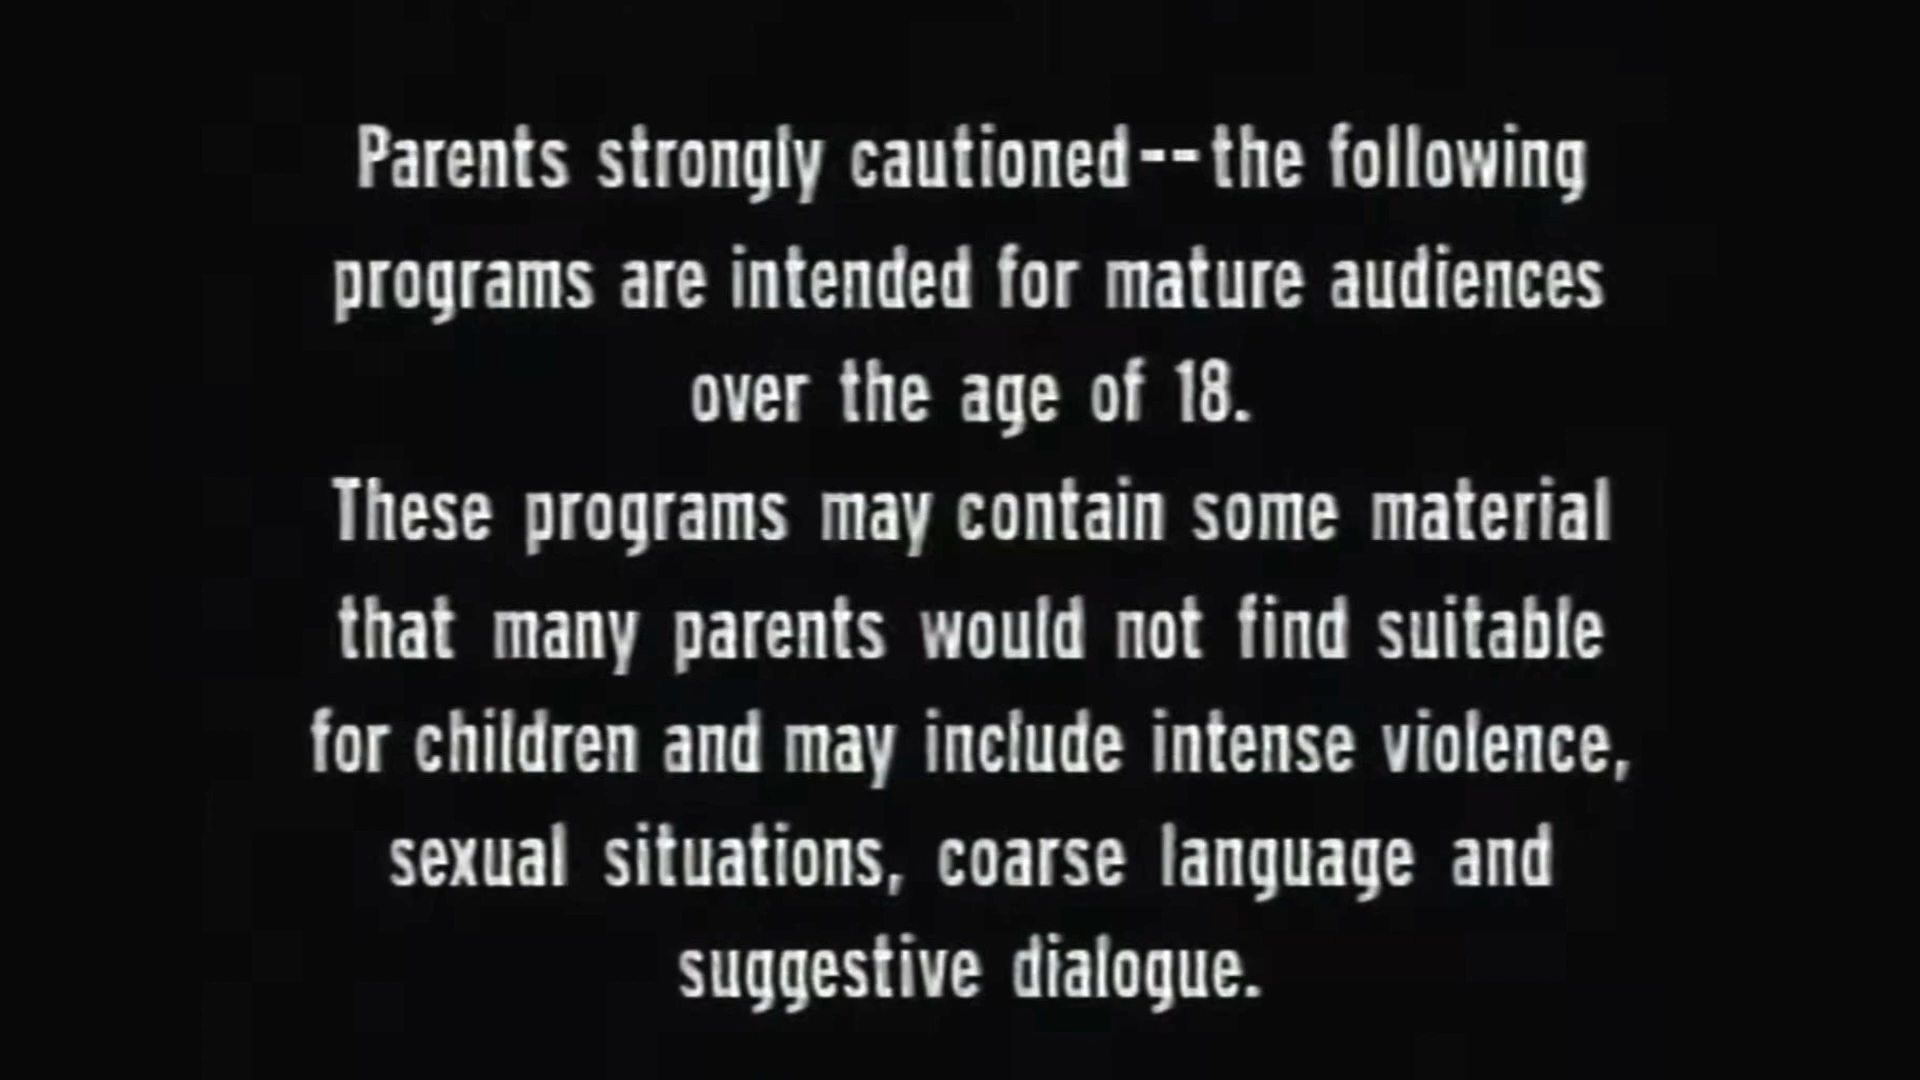 Parents strongly cautioned--the following
programs are intended for mature audiences
over the age of 18.
These programs may contain some material
that many parents would not find suitable
for children and may include intense violence,
sexual situations, coarse language and
suggestive dialogue.